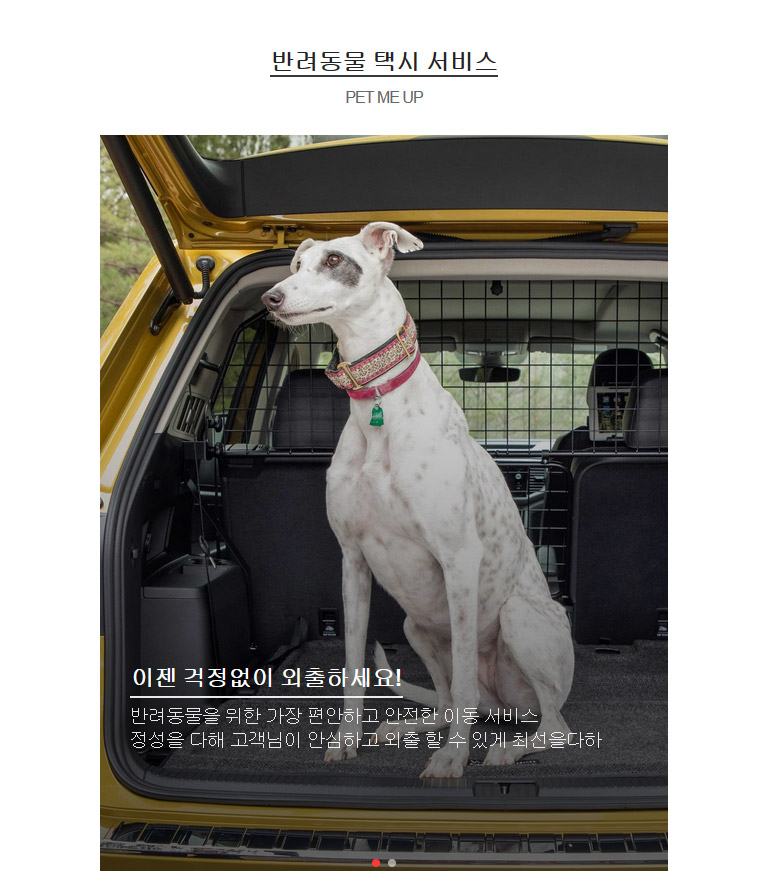 반려동물 택시 서비스
PET ME UP
이젠 걱정없이 외출하세요!
반려동물을 위한 가장 편안하고 안전한 이동 서비스
정성을 다해 고객님이 안심하고 외출 할 수 있게 최선을다하